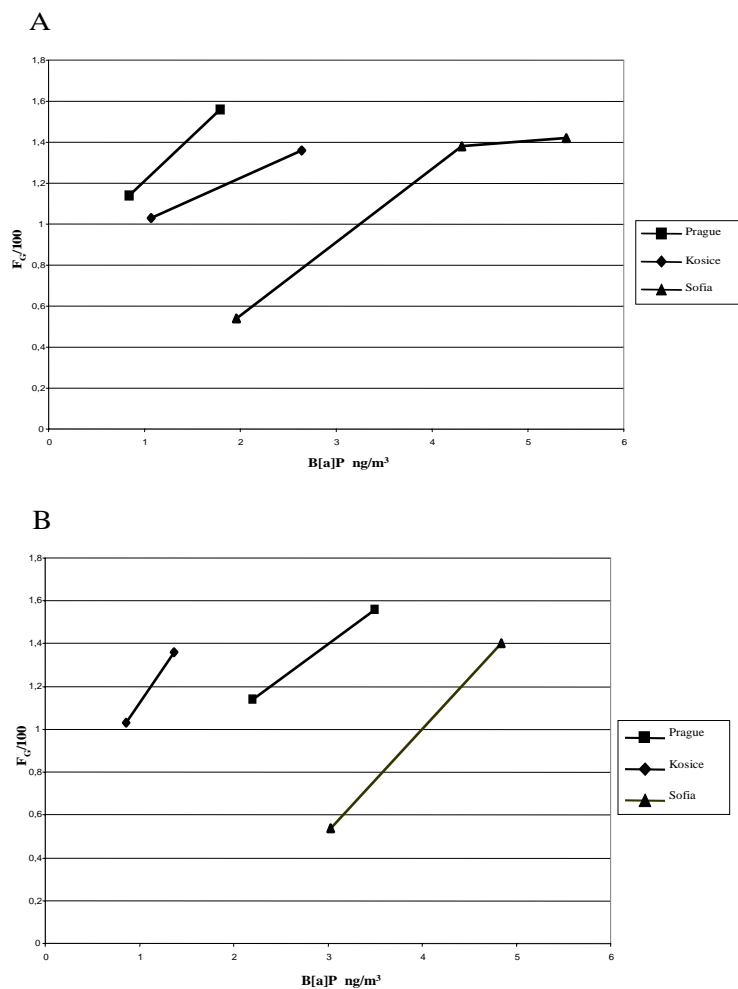 A
1,8
1,6
1,4
1,2
1
0,8
0,6
0,4
0,2
0
F_G/100
0 1 2 3 4 5 6
B[a]P ng/m³
Prague
Kosice
Sofia
B
1,8
1,6
1,4
1,2
1
0,8
0,6
0,4
0,2
0
F_G/100
0 1 2 3 4 5 6
B[a]P ng/m³
Prague
Kosice
Sofia